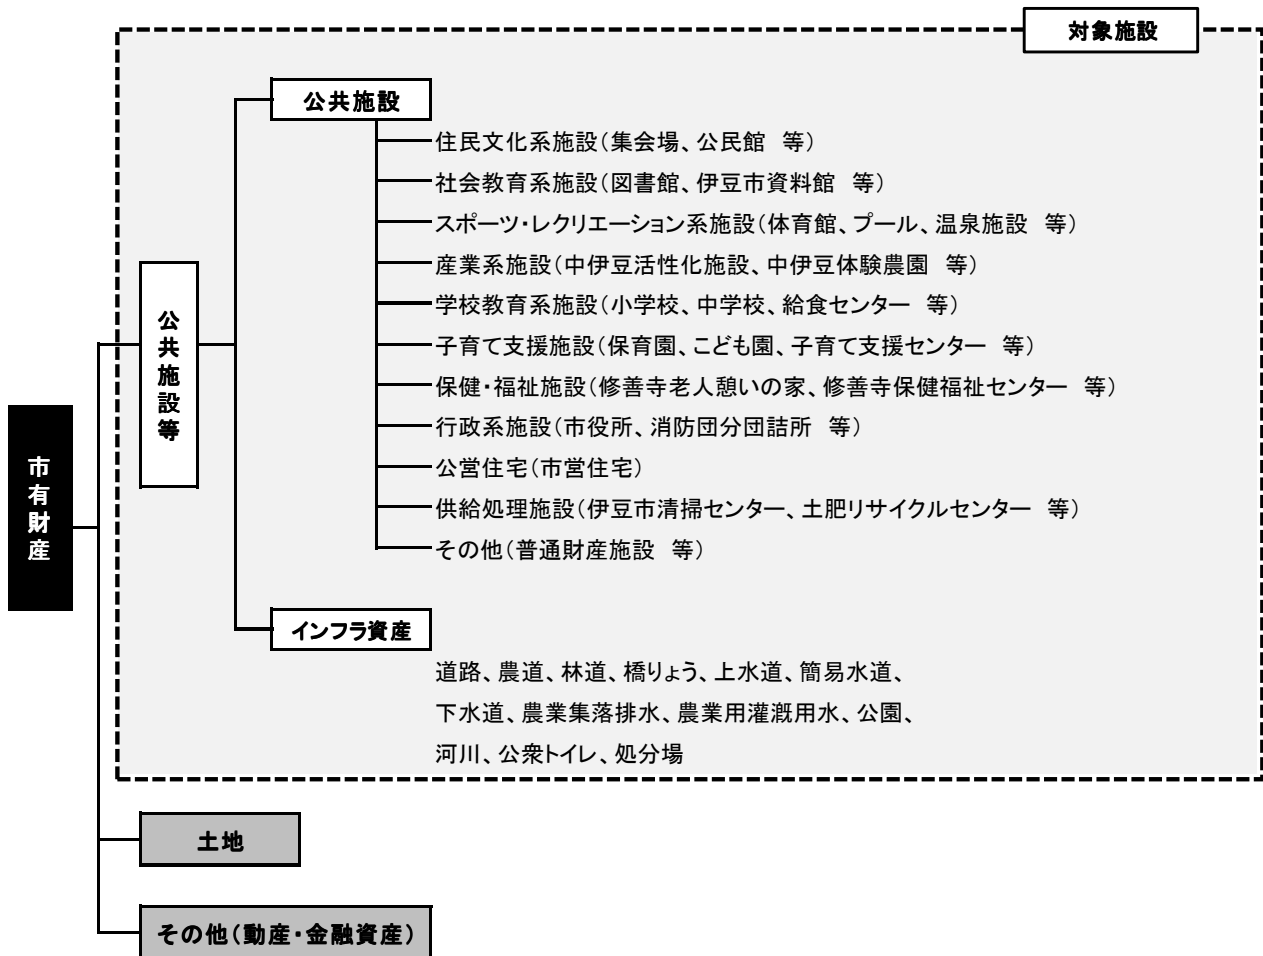 対象施設
公共施設
住民文化系施設(集会場、公民館　等)
社会教育系施設(図書館、伊豆市資料館　等)
スポーツ・レクリエーション系施設(体育館、プール、温泉施設　等)
産業系施設(中伊豆活性化施設、中伊豆体験農園　等)
学校教育系施設(小学校、中学校、給食センター　等)
子育て支援施設(保育園、こども園、子育て支援センター　等)
保健・福祉施設(修善寺老人憩いの家、修善寺保健福祉センター　等)
行政系施設(市役所、消防団分団詰所　等)
公営住宅(市営住宅)
供給処理施設(伊豆市清掃センター、土肥リサイクルセンター　等)
その他(普通財産施設　等)
公共施設等
市有財産
インフラ資産
道路、農道、林道、橋りょう、上水道、簡易水道、
下水道、農業集落排水、農業用灌漑用水、公園、
河川、公衆トイレ、処分場
土地
その他(動産・金融資産)